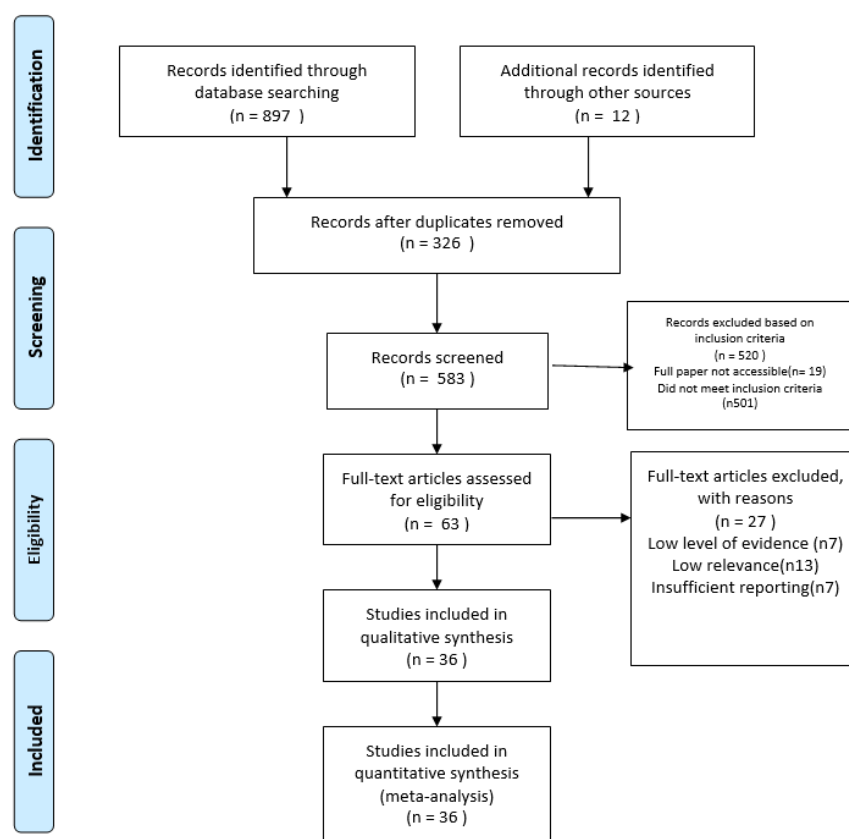 Identification
Records identified through
database searching
(n = 897 )
Additional records identified
through other sources
(n = 12 )
Records after duplicates removed
(n = 326 )
Screening
Records screened
(n = 583 )
Records excluded based on
inclusion criteria
(n = 520 )
Full paper not accessible(n= 19)
Did not meet inclusion criteria
(n501)
Eligibility
Full-text articles assessed
for eligibility
(n = 63 )
Full-text articles excluded,
with reasons
(n = 27 )
Low level of evidence (n7)
Low relevance(n13)
Insufficient reporting(n7)
Studies included in
qualitative synthesis
(n = 36 )
Included
Studies included in
quantitative synthesis
(meta-analysis)
(n = 36 )